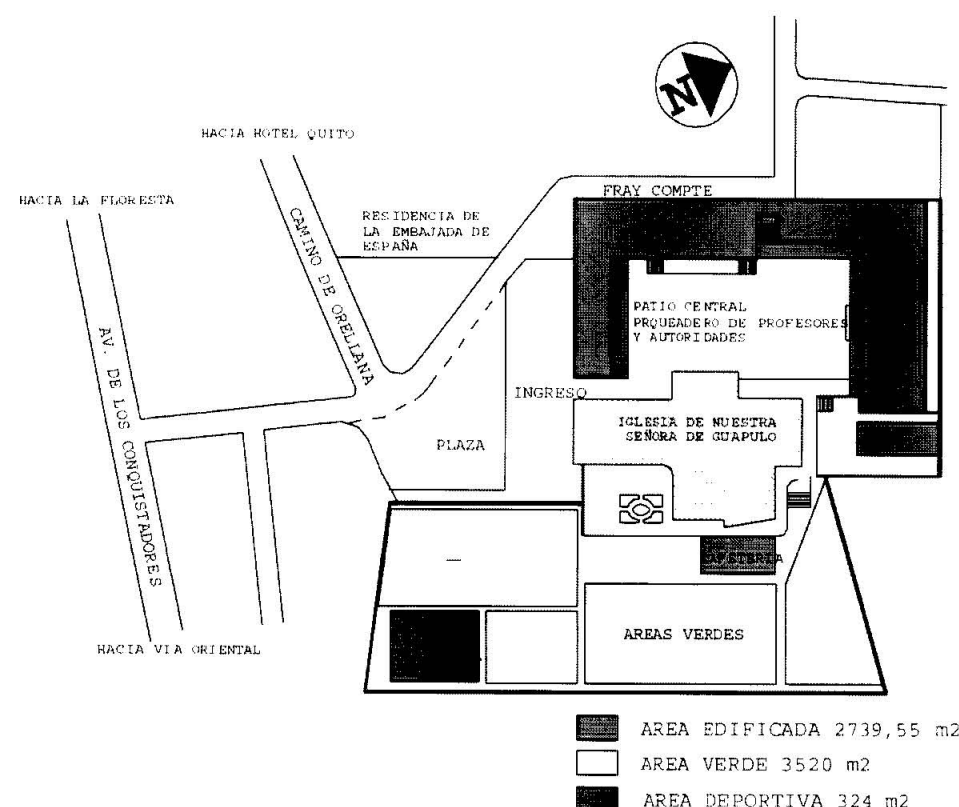 N
HACIA HOTEL QUITO
HACIA LA FLORESTA
FRAY COMPTE
CAMINO DE ORELLANA
RESIDENCIA DE
LA EMBAJADA DE
ESPAÑA
PATIO CENTRAL
PRQUEADERO DE PROFESORES
Y AUTORIDADES
AV. DE LOS CONQUISTADORES
INGRESO
IGLESIA DE NUESTRA
SEÑORA DE GUAPULO
PLAZA
CAFETERIA
AREAS VERDES
HACIA VIA ORIENTAL
AREA EDIFICADA 2739,55 m2
AREA VERDE 3520 m2
AREA DEPORTIVA 324 m2